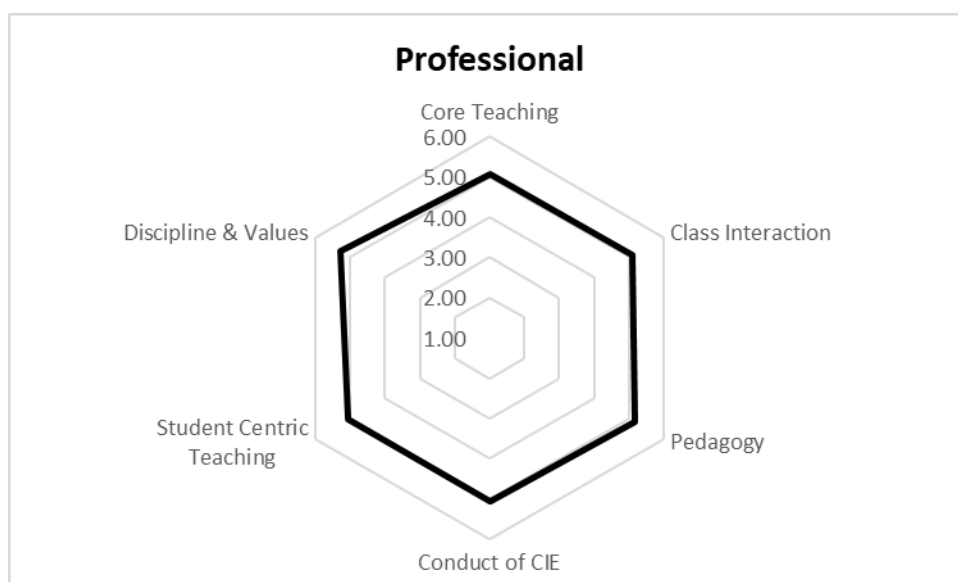 Professional
Core Teaching
6.00
5.00
4.00
3.00
2.00
1.00
Class Interaction
Pedagogy
Conduct of CIE
Student Centric
Teaching
Discipline & Values